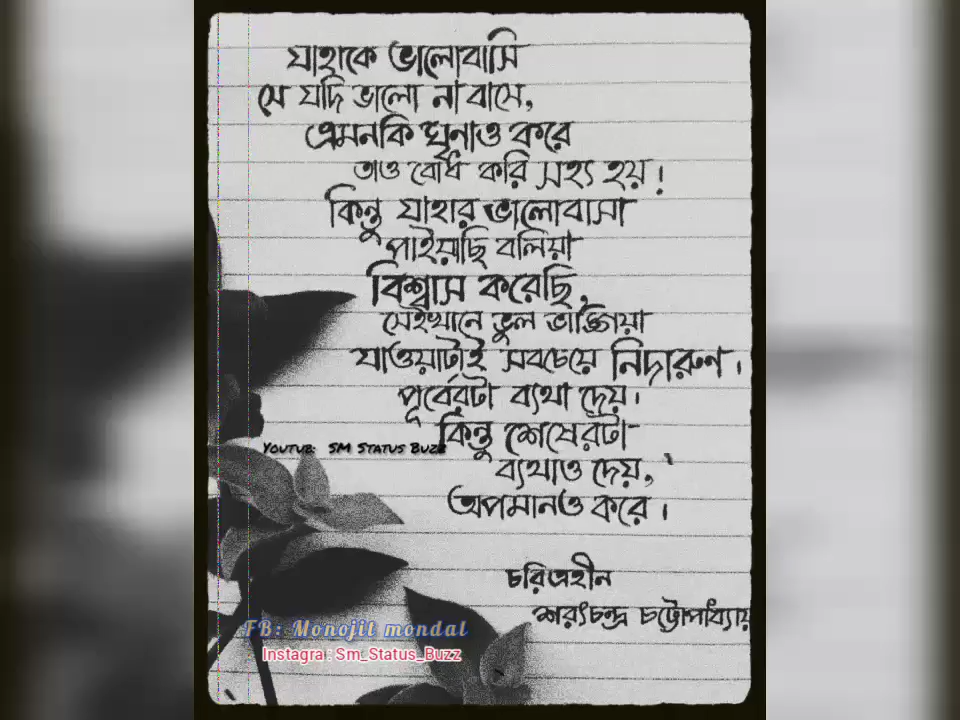 যাহাকে ভালোবাসি
সে যদি ভালো না বাসে,
এমনকি ঘৃনাও করে
তাও বোধ করি সহ্য হয়!
কিন্তু যাহার ভালোবাসা
পাইয়াছি বলিয়া
বিশ্বাস করেছি,
সেইখানে ভুল ভাঙ্গিয়া
যাওয়াটাই সবচেয়ে নিদারুণ।
পূর্বেরটা ব্যথা দেয়।
কিন্তু শেষেরটা
Youtub: SM Status Buzz
ব্যথাও দেয়,
অপমানও করে।
চরিত্রহীন
শরৎচন্দ্র চট্টোপাধ্যায়
FB: Monojit mondal
Instagra : Sm_Status_Buzz